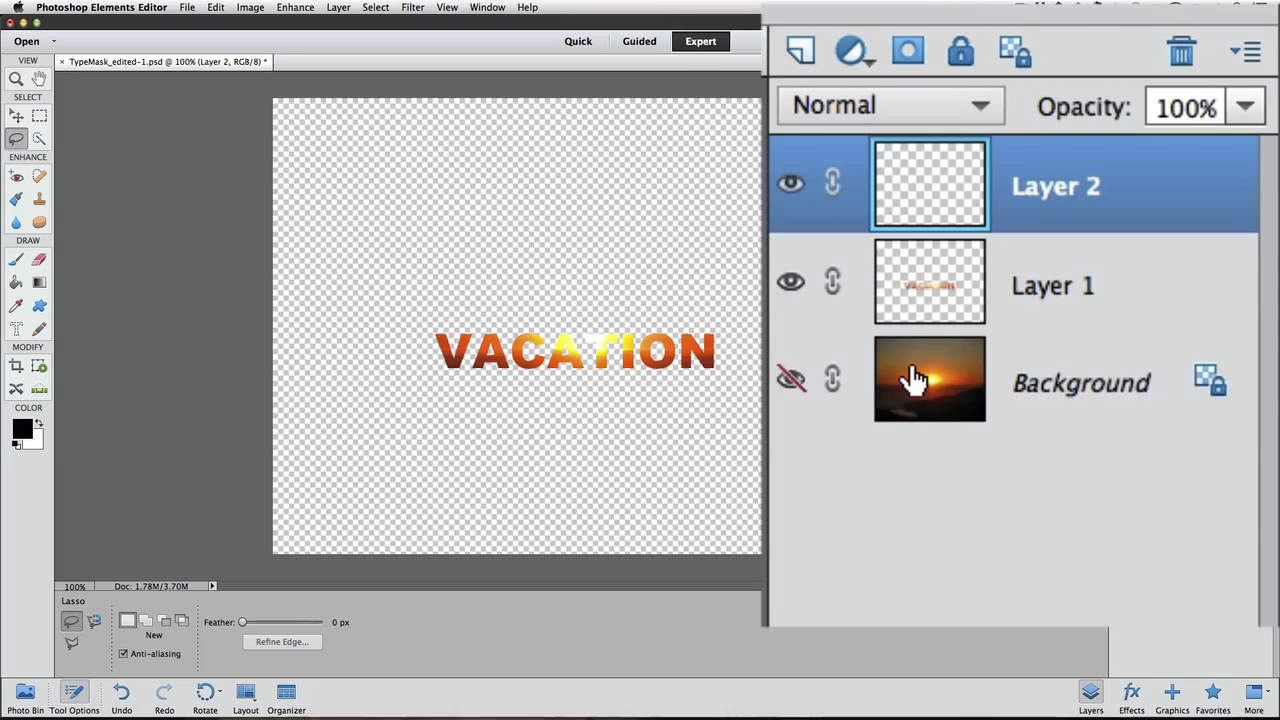 Photoshop Elements Editor File Edit Image Enhance Layer Select Filter View Window Help
Open Quick Guided Expert
× TypeMask_edited-1.psd @ 100% (Layer 2, RGB/8) *
VIEW
SELECT
ENHANCE
DRAW
T
MODIFY
COLOR
VACATION
Normal Opacity: 100%
Layer 2
Layer 1
Background
100% Doc: 1.78M/3.70M
Lasso
New
Anti-aliasing
Feather: 0 px
Refine Edge...
Photo Bin Tool Options Undo Redo Rotate Layout Organizer Layers fx Effects Graphics Favorites More